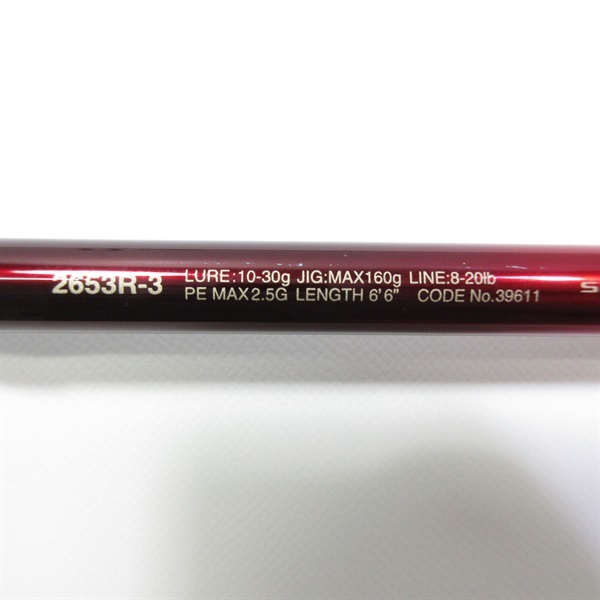 2653R-3
LURE:10-30g JIG:MAX160g LINE:8-20lb
PE MAX2.5G LENGTH 6'6" CODE No.39611
S